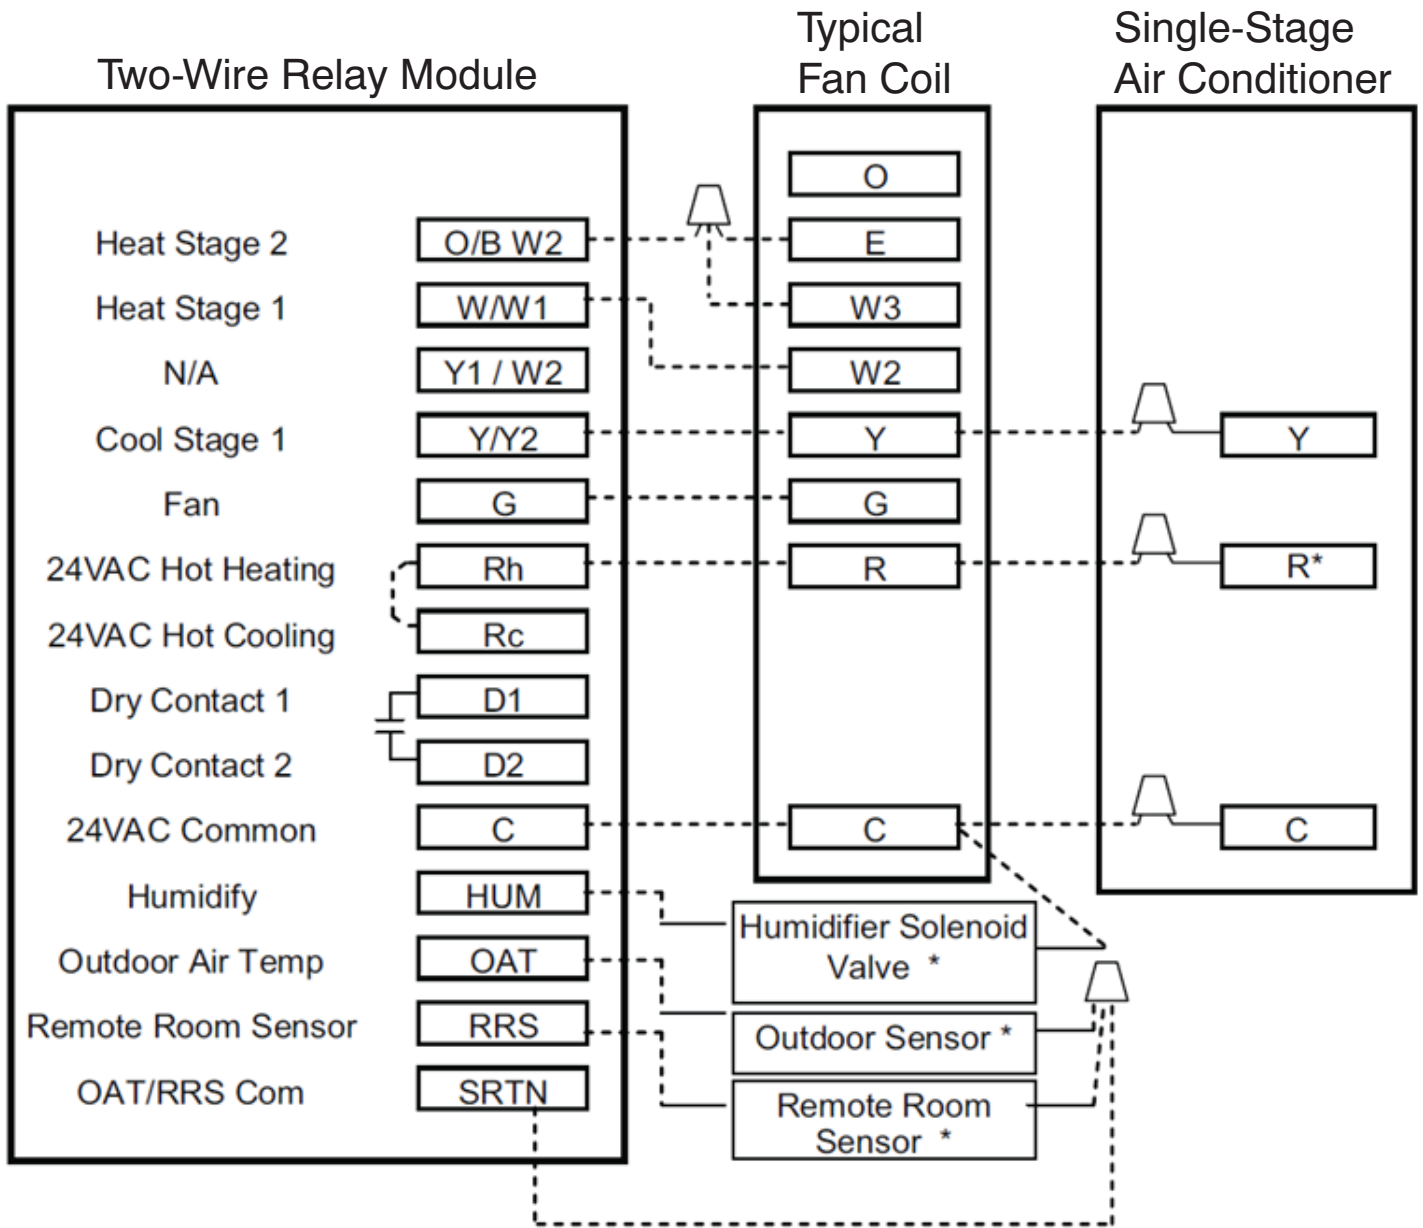 Typical
Fan Coil
Single-Stage
Air Conditioner
Two-Wire Relay Module
O
Heat Stage 2 O/B W2 E
Heat Stage 1 W/W1 W3
N/A Y1 / W2 W2
Cool Stage 1 Y/Y2 Y Y
Fan G G
24VAC Hot Heating Rh R R*
24VAC Hot Cooling Rc
Dry Contact 1 D1
Dry Contact 2 D2
24VAC Common C C C
Humidify HUM
Humidifier Solenoid
Valve *
Outdoor Air Temp OAT
Outdoor Sensor *
Remote Room Sensor RRS
Remote Room
Sensor *
OAT/RRS Com SRTN